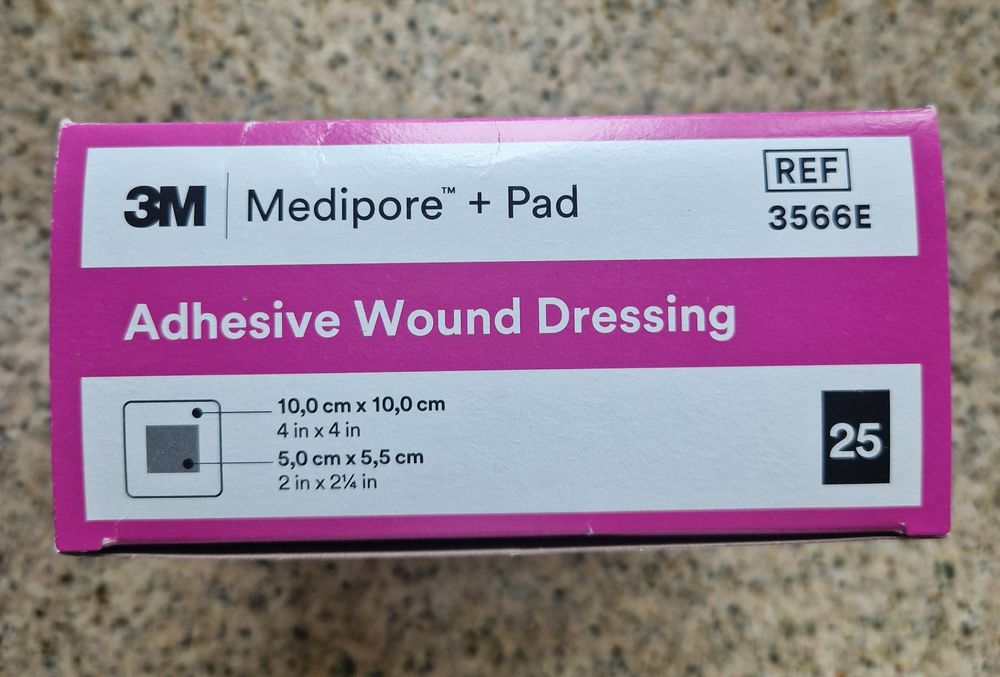 3M Medipore™ + Pad
REF
3566E
Adhesive Wound Dressing
10,0 cm x 10,0 cm
4 in x 4 in
5,0 cm x 5,5 cm
2 in x 2¼ in
25